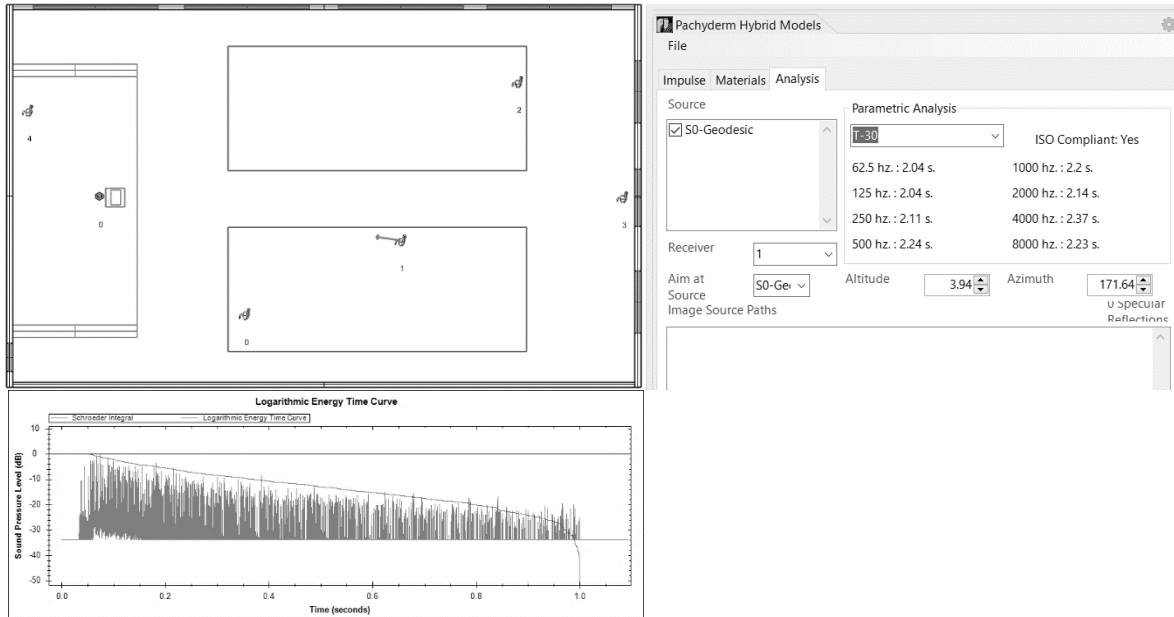 4
0
2
1
3
0
Pachyderm Hybrid Models
File
Impulse Materials Analysis
Source
S0-Geodesic
Parametric Analysis
T-30
ISO Compliant: Yes
62.5 hz. : 2.04 s. 1000 hz. : 2.2 s.
125 hz. : 2.04 s. 2000 hz. : 2.14 s.
250 hz. : 2.11 s. 4000 hz. : 2.37 s.
500 hz. : 2.24 s. 8000 hz. : 2.23 s.
Receiver 1
Aim at Source S0-Ge Altitude 3.94 Azimuth 171.64
Image Source Paths
0 Specular
Reflections
Logarithmic Energy Time Curve
Schroeder Integral Logarithmic Energy Time Curve
Sound Pressure Level (dB)
10
0
-10
-20
-30
-40
-50
0.0 0.2 0.4 0.6 0.8 1.0
Time (seconds)